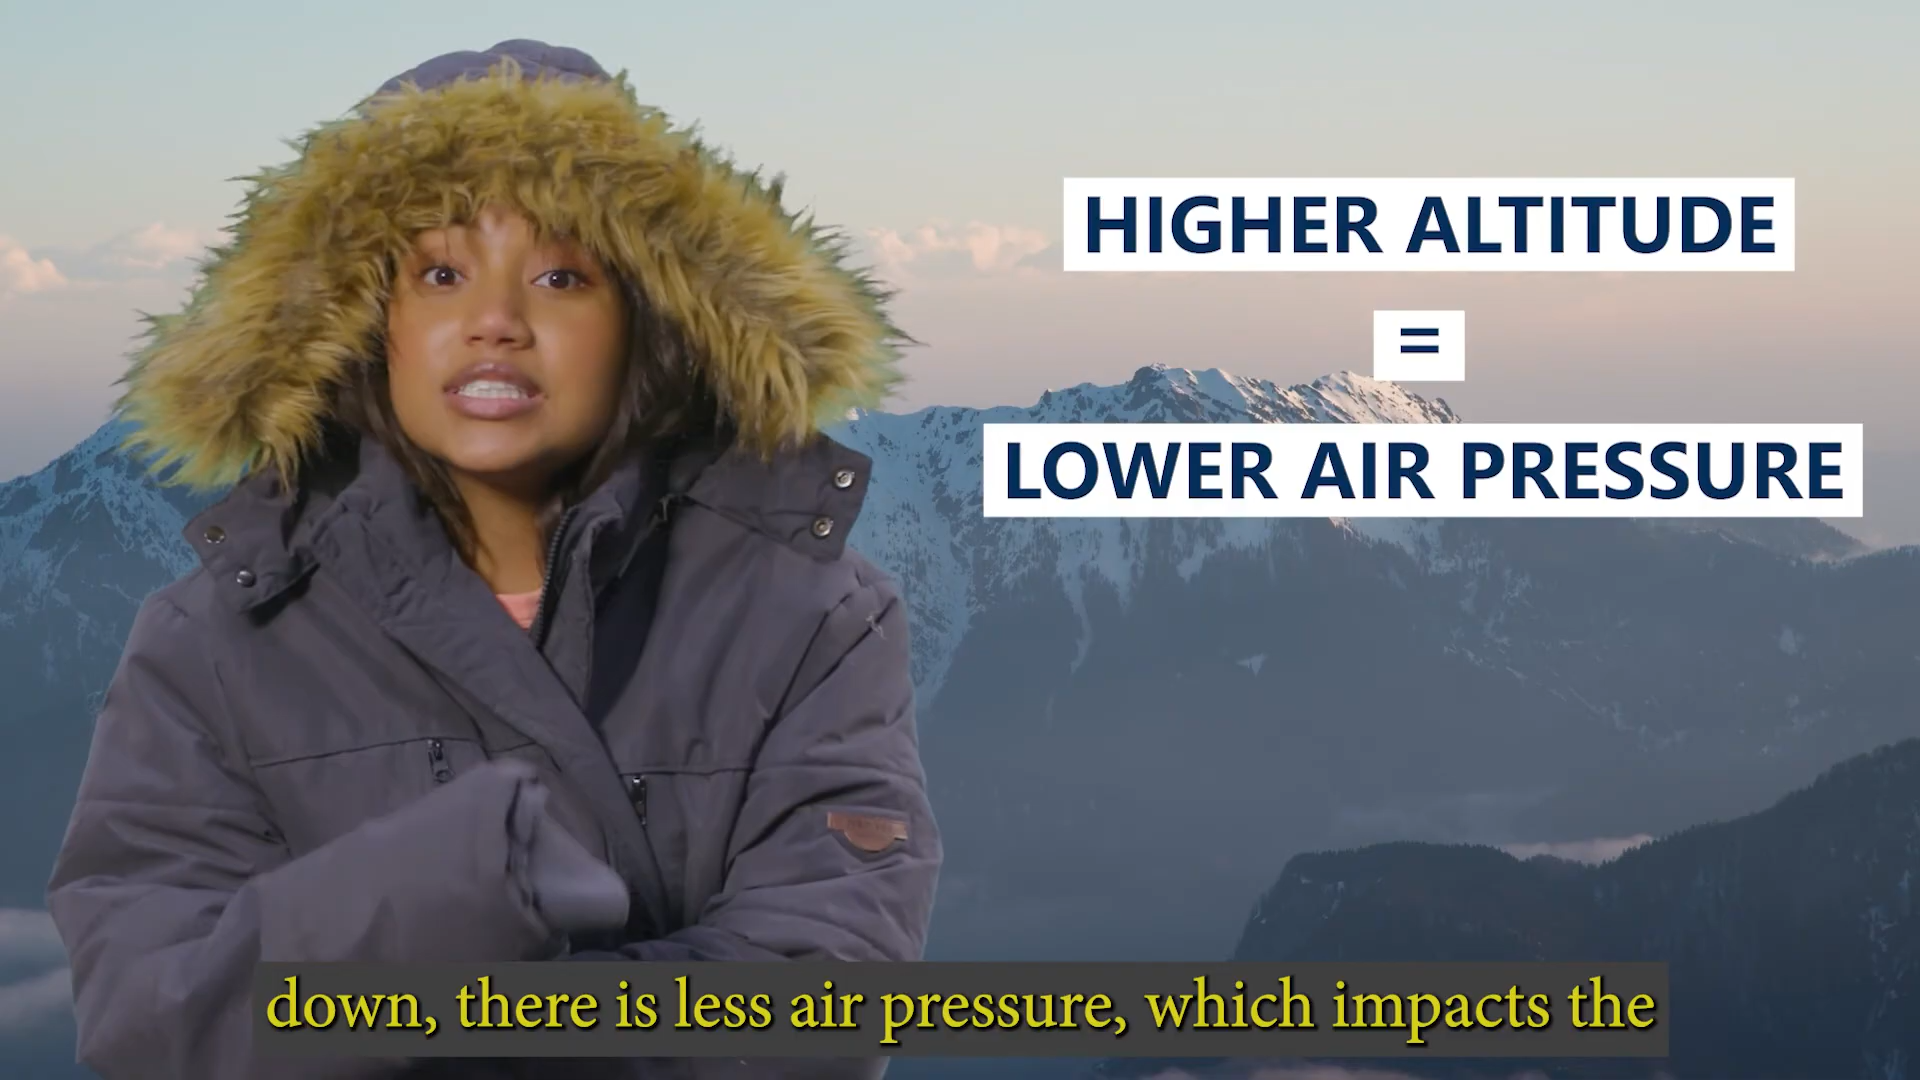 HIGHER ALTITUDE
=
LOWER AIR PRESSURE
down, there is less air pressure, which impacts the